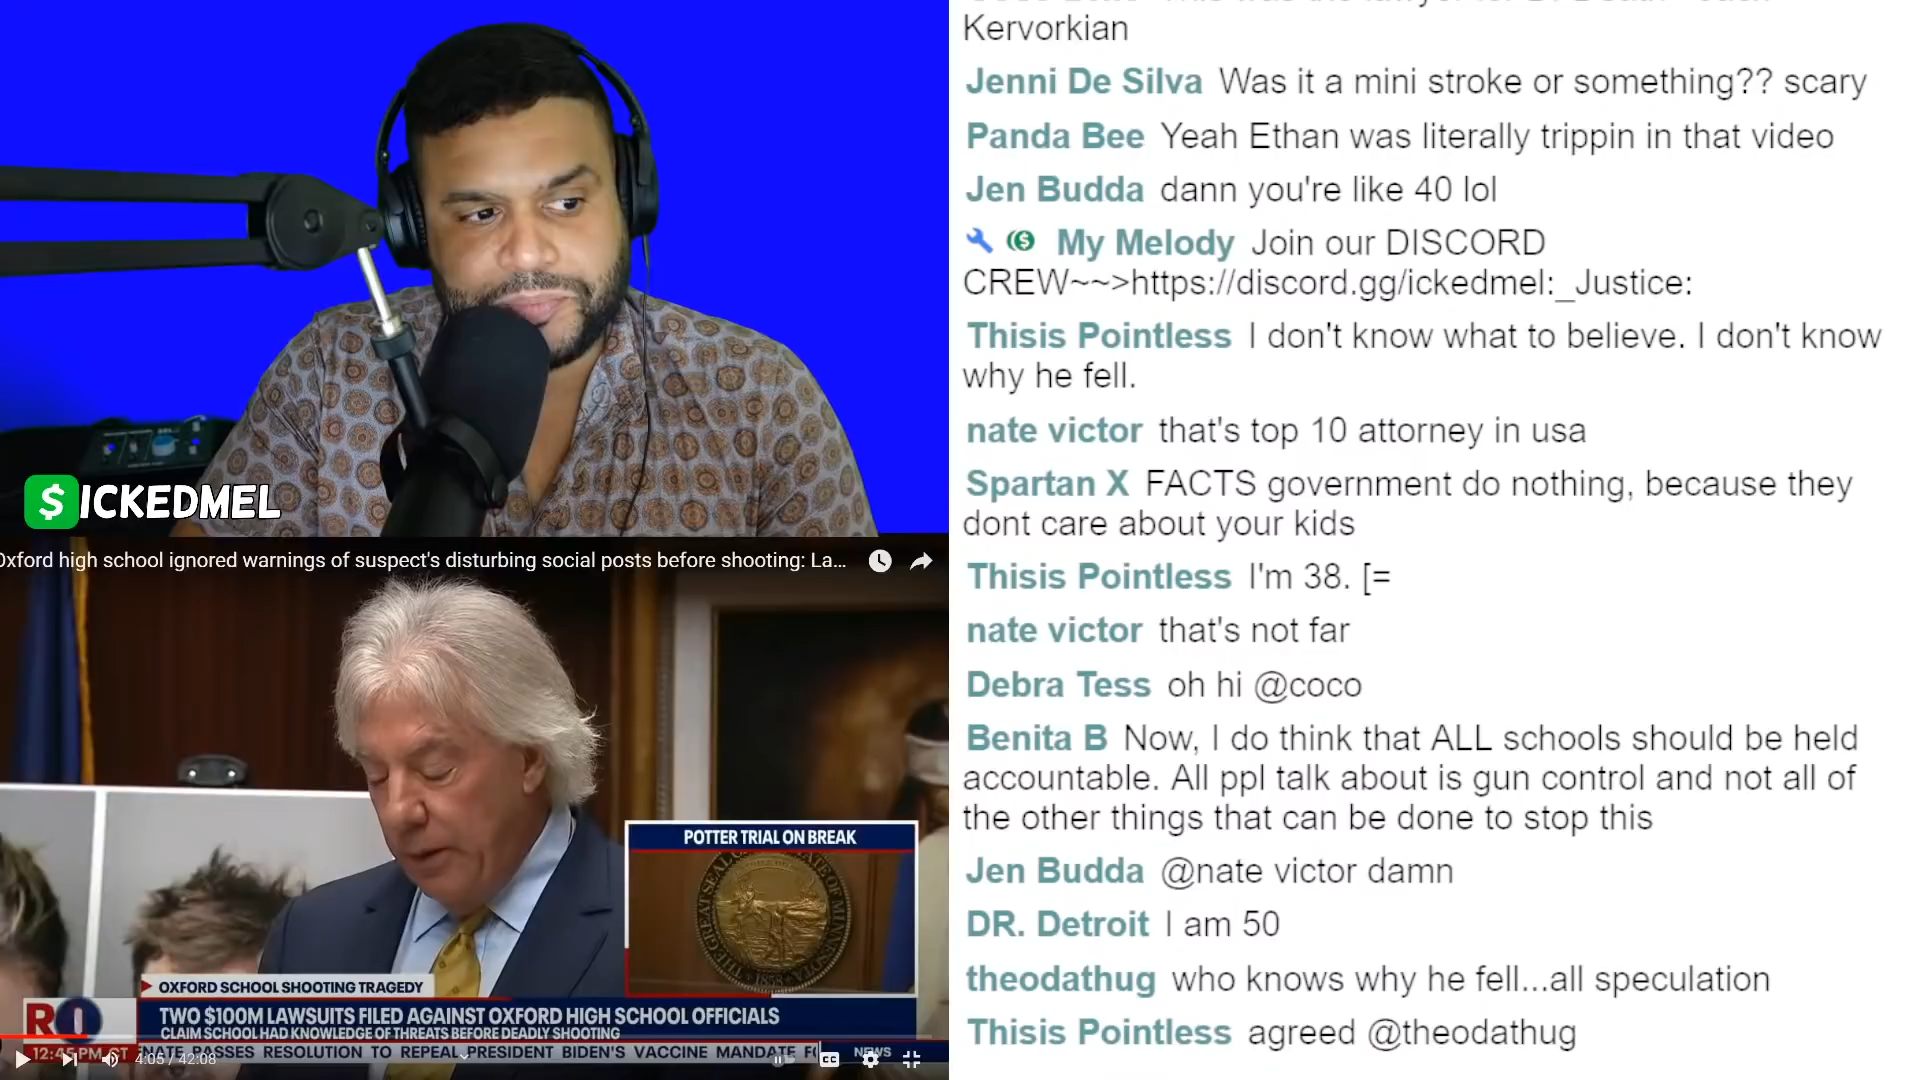 Kervorkian
Jenni De Silva Was it a mini stroke or something?? scary
Panda Bee Yeah Ethan was literally trippin in that video
Jen Budda dann you're like 40 lol
My Melody Join our DISCORD
CREW~~>https://discord.gg/ickedmel:_Justice:
Thisis Pointless I don't know what to believe. I don't know
why he fell.
nate victor that's top 10 attorney in usa
Spartan X FACTS government do nothing, because they
dont care about your kids
Thisis Pointless I'm 38. [=
nate victor that's not far
Debra Tess oh hi @coco
Benita B Now, I do think that ALL schools should be held
accountable. All ppl talk about is gun control and not all of
the other things that can be done to stop this
Jen Budda @nate victor damn
DR. Detroit I am 50
theodathug who knows why he fell...all speculation
Thisis Pointless agreed @theodathug
$ICKEDMEL
Oxford high school ignored warnings of suspect's disturbing social posts before shooting: La...
POTTER TRIAL ON BREAK
1858
OXFORD SCHOOL SHOOTING TRAGEDY
TWO $100M LAWSUITS FILED AGAINST OXFORD HIGH SCHOOL OFFICIALS
CLAIM SCHOOL HAD KNOWLEDGE OF THREATS BEFORE DEADLY SHOOTING
12:45 PM ST ENATE PASSES RESOLUTION TO REPEAL PRESIDENT BIDEN'S VACCINE MANDATE F NEWS
4:05 / 42:08
CC